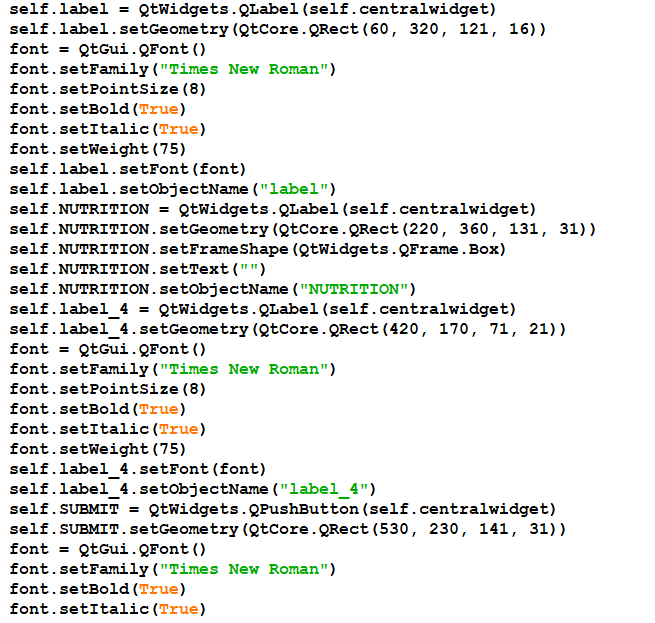 self.label = QtWidgets.QLabel(self.centralwidget)
self.label.setGeometry(QtCore.QRect(60, 320, 121, 16))
font = QtGui.QFont()
font.setFamily("Times New Roman")
font.setPointSize(8)
font.setBold(True)
font.setItalic(True)
font.setWeight(75)
self.label.setFont(font)
self.label.setObjectName("label")
self.NUTRITION = QtWidgets.QLabel(self.centralwidget)
self.NUTRITION.setGeometry(QtCore.QRect(220, 360, 131, 31))
self.NUTRITION.setFrameShape(QtWidgets.QFrame.Box)
self.NUTRITION.setText("")
self.NUTRITION.setObjectName("NUTRITION")
self.label_4 = QtWidgets.QLabel(self.centralwidget)
self.label_4.setGeometry(QtCore.QRect(420, 170, 71, 21))
font = QtGui.QFont()
font.setFamily("Times New Roman")
font.setPointSize(8)
font.setBold(True)
font.setItalic(True)
font.setWeight(75)
self.label_4.setFont(font)
self.label_4.setObjectName("label_4")
self.SUBMIT = QtWidgets.QPushButton(self.centralwidget)
self.SUBMIT.setGeometry(QtCore.QRect(530, 230, 141, 31))
font = QtGui.QFont()
font.setFamily("Times New Roman")
font.setBold(True)
font.setItalic(True)